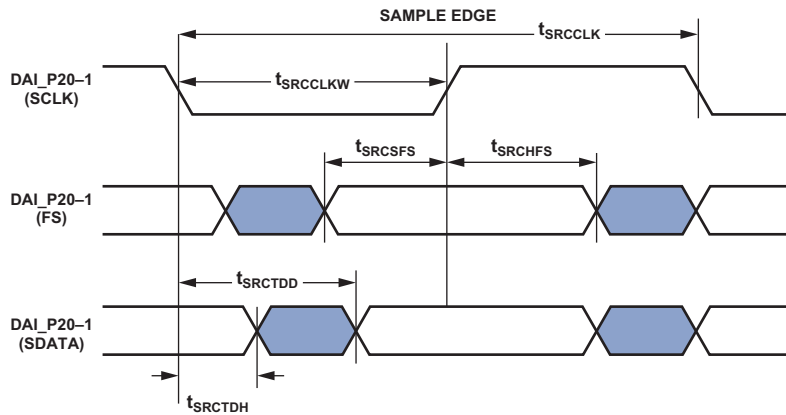 SAMPLE EDGE
tSRCCLK
DAI_P20–1
(SCLK)
tSRCCLKW
tSRCSFS
tSRCHFS
DAI_P20–1
(FS)
tSRCTDD
DAI_P20–1
(SDATA)
tSRCTDH